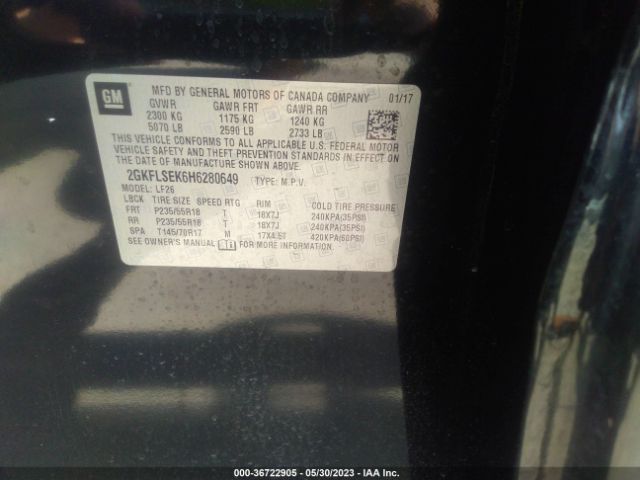 GM
MFD BY GENERAL MOTORS OF CANADA COMPANY 01/17
GVWR GAWR FRT GAWR RR
2300 KG 1175 KG 1240 KG
5070 LB 2590 LB 2733 LB
THIS VEHICLE CONFORMS TO ALL APPLICABLE U.S. FEDERAL MOTOR
VEHICLE SAFETY AND THEFT PREVENTION STANDARDS IN EFFECT
ON THE DATE OF MANUFACTURE SHOWN ABOVE.
2GKFLSEK6H6280649 TYPE: M.P.V.
MODEL: LF26
LBCK TIRE SIZE SPEED RTG RIM COLD TIRE PRESSURE
FRT P235/55R18 T 18X7J 240KPA(35PSI)
RR P235/55R18 T 18X7J 240KPA(35PSI)
SPA T145/70R17 M 17X4.5T 420KPA(60PSI)
SEE OWNER'S MANUAL FOR MORE INFORMATION.
000-36722905 - 05/30/2023 - IAA Inc.